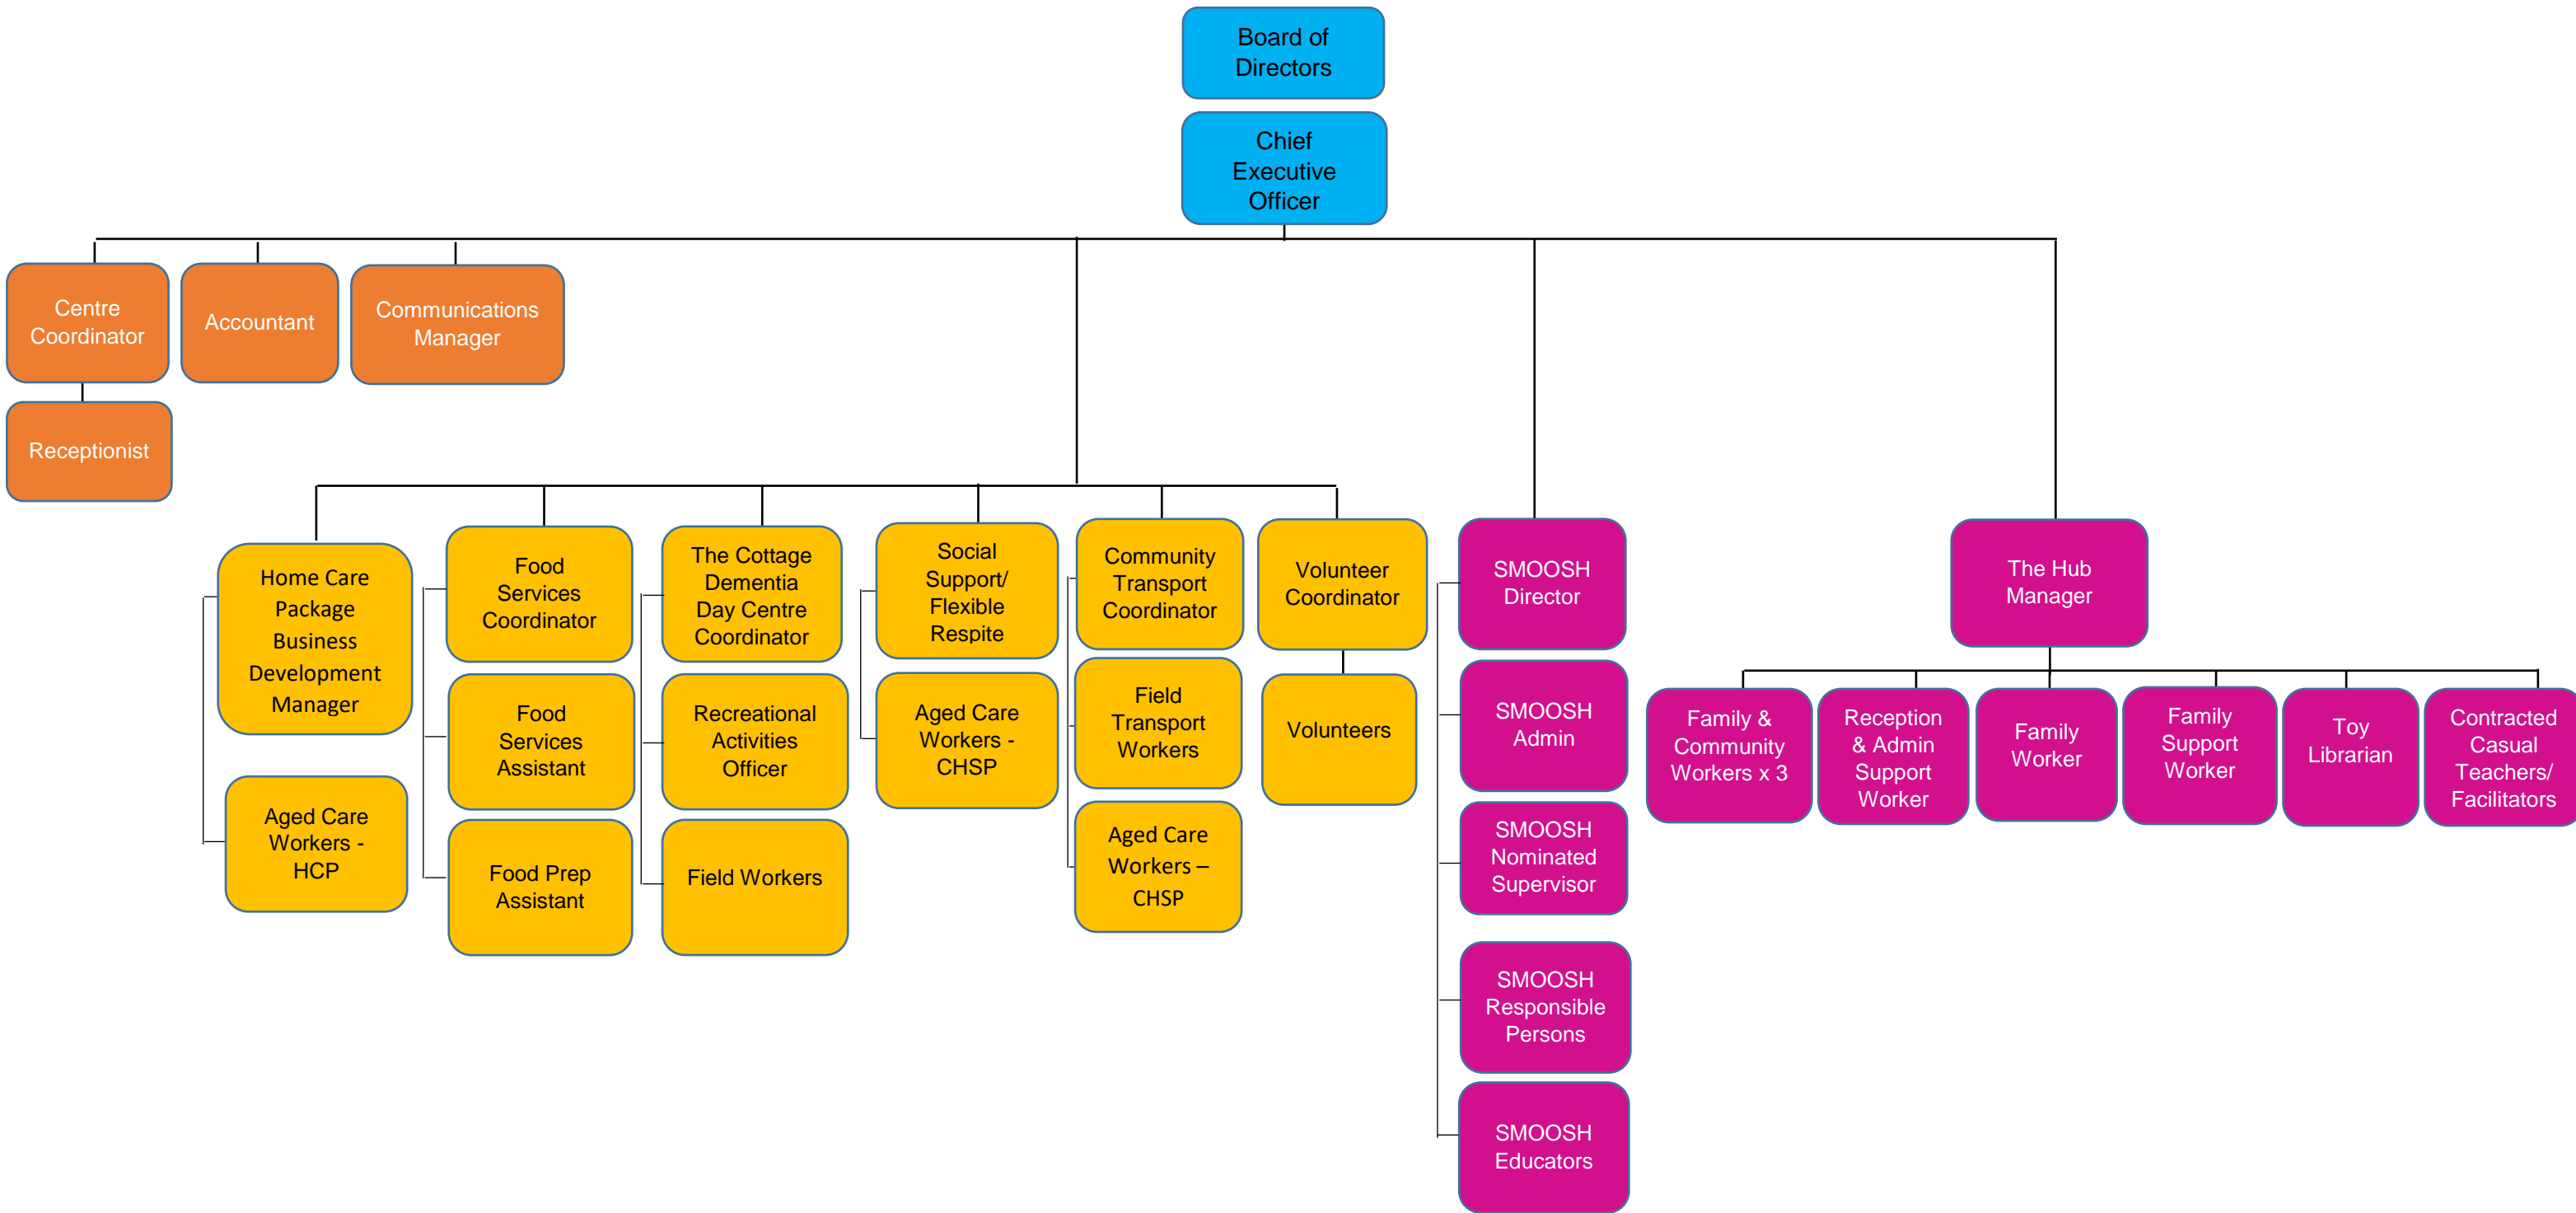 Board of
Directors
Chief
Executive
Officer
Centre
Coordinator
Accountant
Communications
Manager
Receptionist
Home Care
Package
Business
Development
Manager
Aged Care
Workers -
HCP
Food
Services
Coordinator
Food
Services
Assistant
Food Prep
Assistant
The Cottage
Dementia
Day Centre
Coordinator
Recreational
Activities
Officer
Field Workers
Social
Support/
Flexible
Respite
Aged Care
Workers -
CHSP
Community
Transport
Coordinator
Field
Transport
Workers
Aged Care
Workers –
CHSP
Volunteer
Coordinator
Volunteers
SMOOSH
Director
SMOOSH
Admin
SMOOSH
Nominated
Supervisor
SMOOSH
Responsible
Persons
SMOOSH
Educators
The Hub
Manager
Family &
Community
Workers x 3
Reception
& Admin
Support
Worker
Family
Worker
Family
Support
Worker
Toy
Librarian
Contracted
Casual
Teachers/
Facilitators